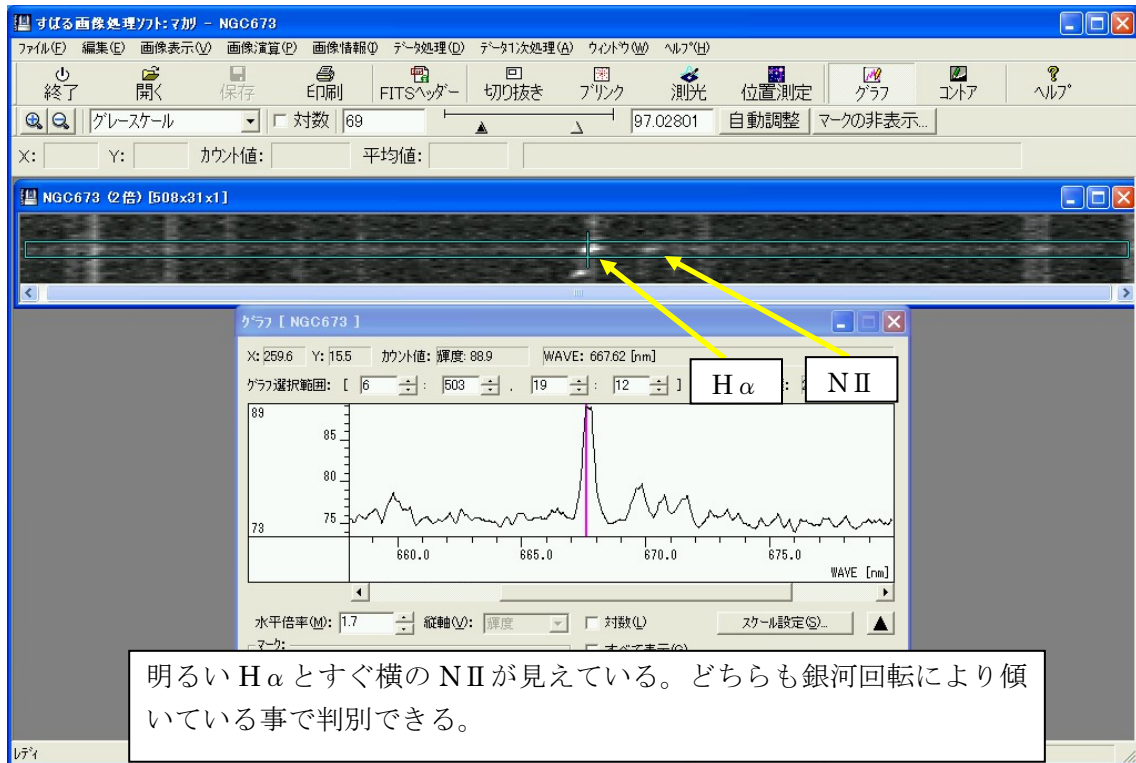 すばる画像処理ソフト:マカリ - NGC673
ファイル(F) 編集(E) 画像表示(V) 画像演算(P) 画像情報(I) データ処理(D) データ1次処理(A) ウィンドウ(W) ヘルプ(H)
終了 開く 保存 印刷 FITSヘッダー 切り抜き ブリンク 測光 位置測定 グラフ コントア ヘルプ
グレースケール 対数 69 97.02801 自動調整 マークの非表示...
X: Y: カウント値: 平均値:
NGC673 (2倍) [508x31x1]
グラフ [ NGC673 ]
X: 259.6 Y: 15.5 カウント値: 輝度: 88.9 WAVE: 667.62 [nm]
グラフ選択範囲: [ 6 : 503 , 19 : 12 ]
Hα
NⅡ
89
85
80
75
73
660.0 665.0 670.0 675.0
WAVE [nm]
水平倍率(M): 1.7 縦軸(V): 輝度 対数(L) スケール設定(S)...
マーク:
すべて表示(G)
明るい Hαとすぐ横の NⅡが見えている。どちらも銀河回転により傾
いている事で判別できる。
レディ